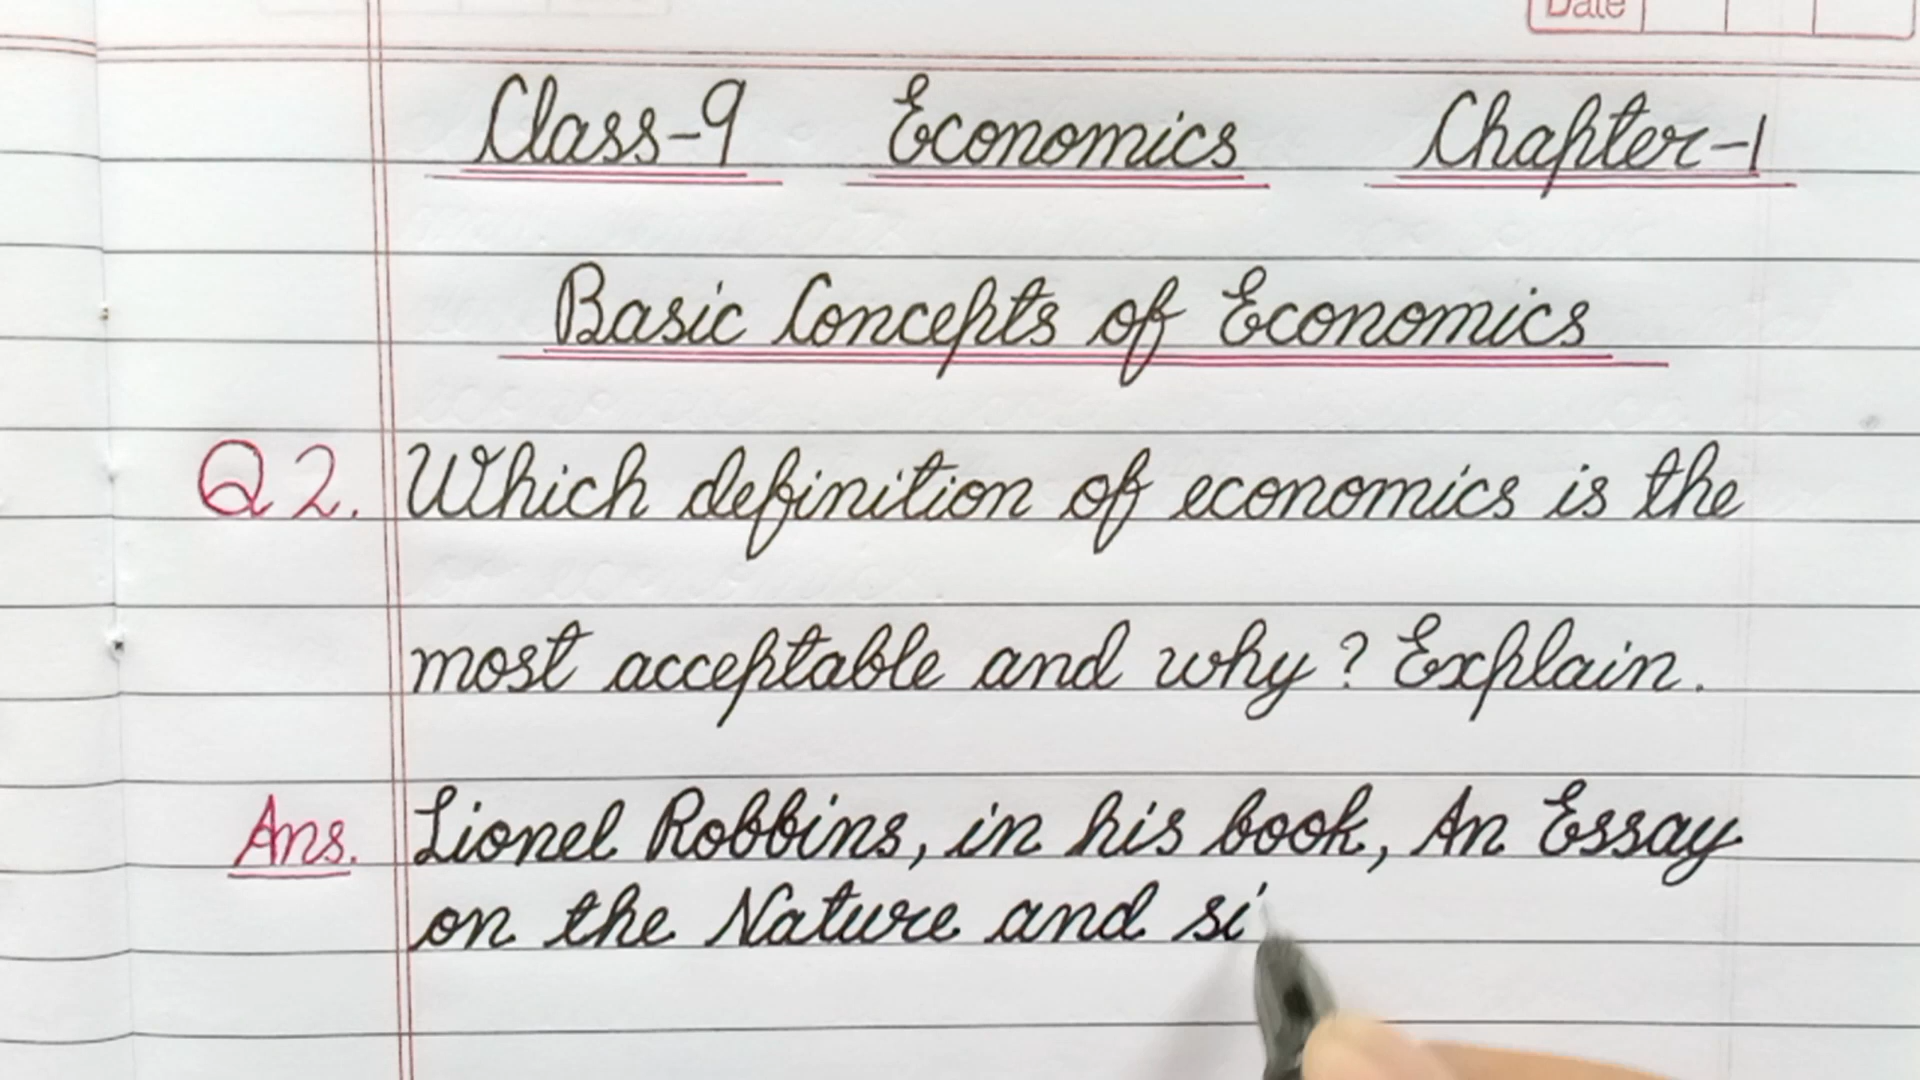 Date
Class-9 Economics Chapter-1
Basic Concepts of Economics
Q2. Which definition of economics is the
most acceptable and why? Explain.
Ans. Lionel Robbins, in his book, An Essay
on the Nature and si